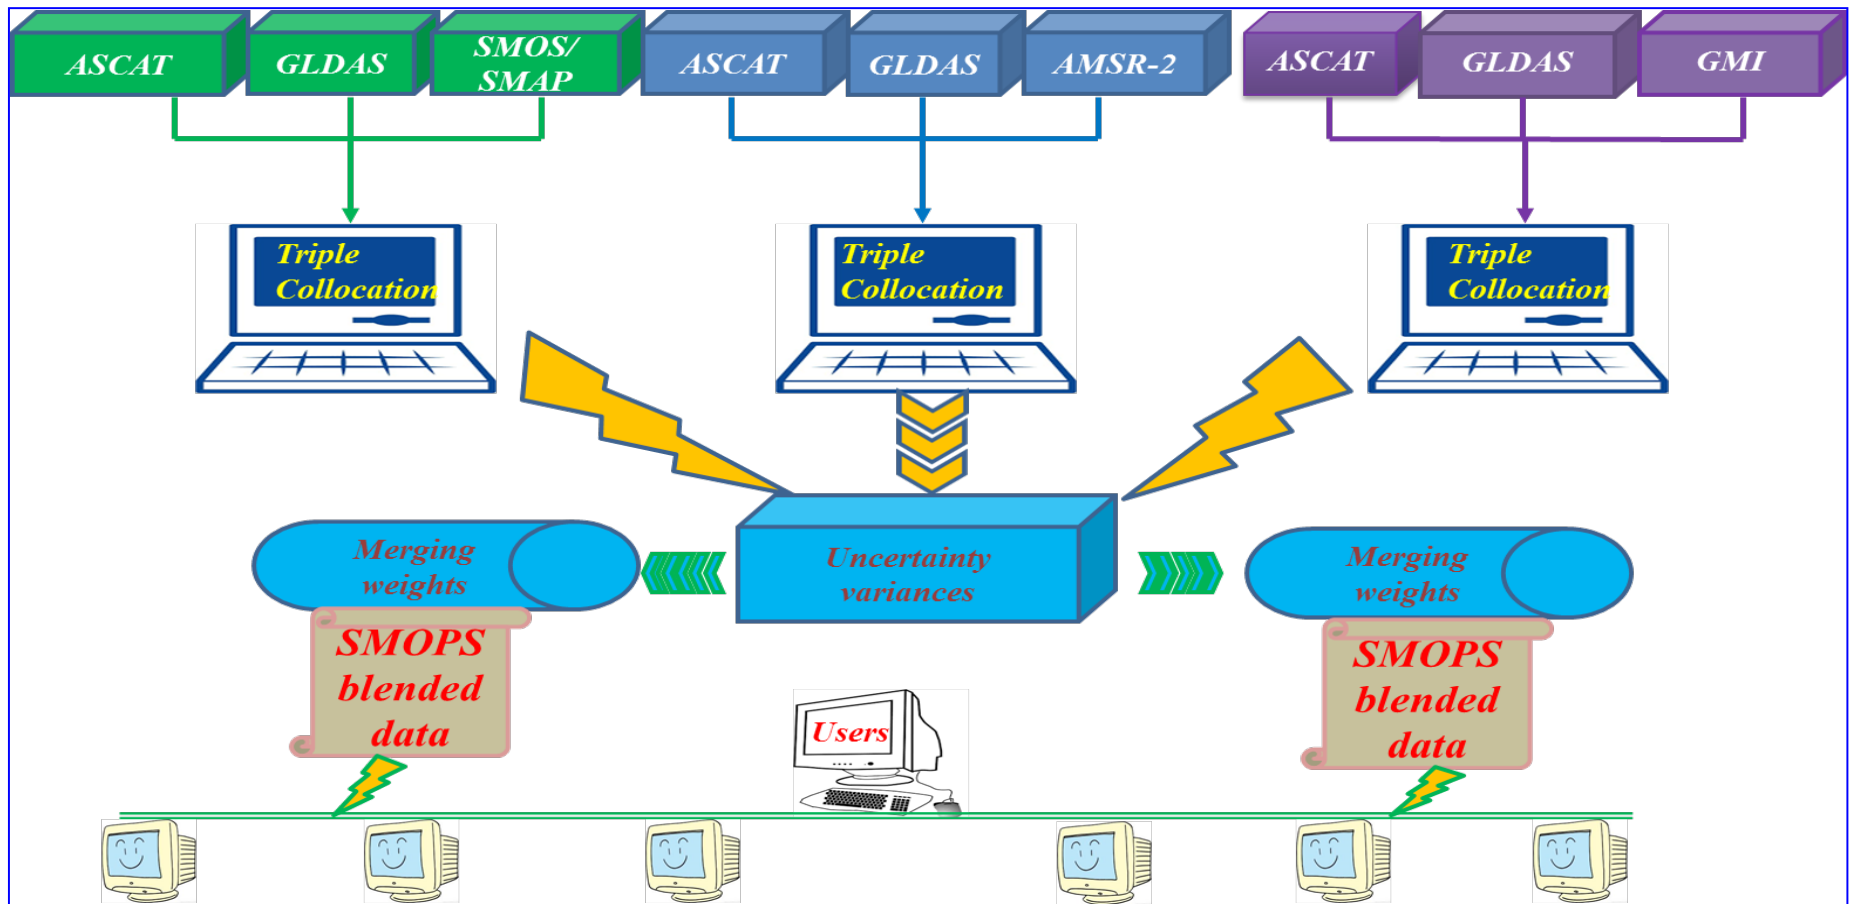 ASCAT
GLDAS
SMOS/
SMAP
ASCAT
GLDAS
AMSR-2
ASCAT
GLDAS
GMI
Triple
Collocation
Triple
Collocation
Triple
Collocation
Merging
weights
Uncertainty
variances
Merging
weights
SMOPS
blended
data
Users
SMOPS
blended
data